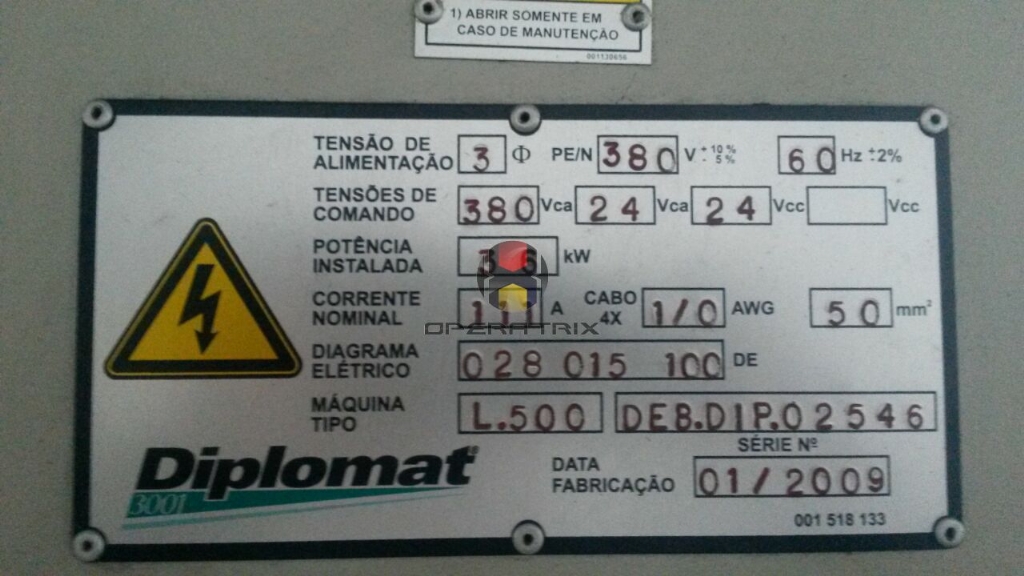 1) ABRIR SOMENTE EM
CASO DE MANUTENÇÃO
001130656
TENSÃO DE
ALIMENTAÇÃO 3 Φ PE/N 380 V +10% -5% 60 Hz ±2%
TENSÕES DE
COMANDO 380 Vca 24 Vca 24 Vcc Vcc
POTÊNCIA
INSTALADA kW
CORRENTE
NOMINAL A CABO
4X 1/0 AWG 50 mm²
OPERATRIX
DIAGRAMA
ELÉTRICO 028 015 100 DE
MÁQUINA
TIPO L.500 DEB.DIP.02546
SÉRIE Nº
Diplomat
3001
DATA
FABRICAÇÃO 01/2009
001 518 133